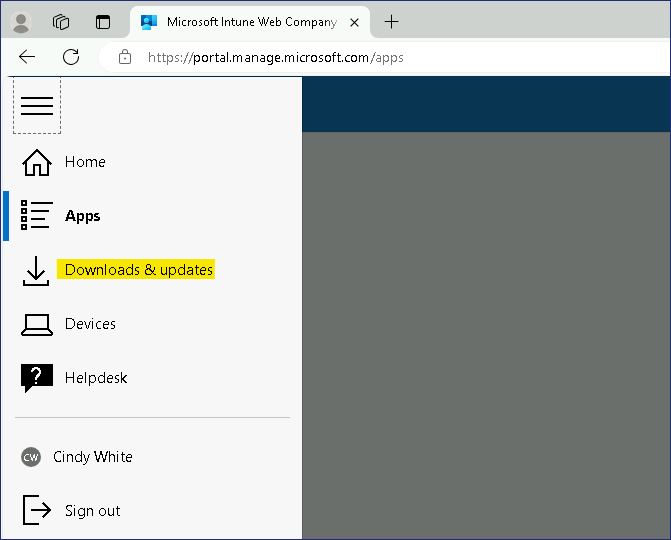 Microsoft Intune Web Company
https://portal.manage.microsoft.com/apps
Home
Apps
Downloads & updates
Devices
Helpdesk
CW Cindy White
Sign out